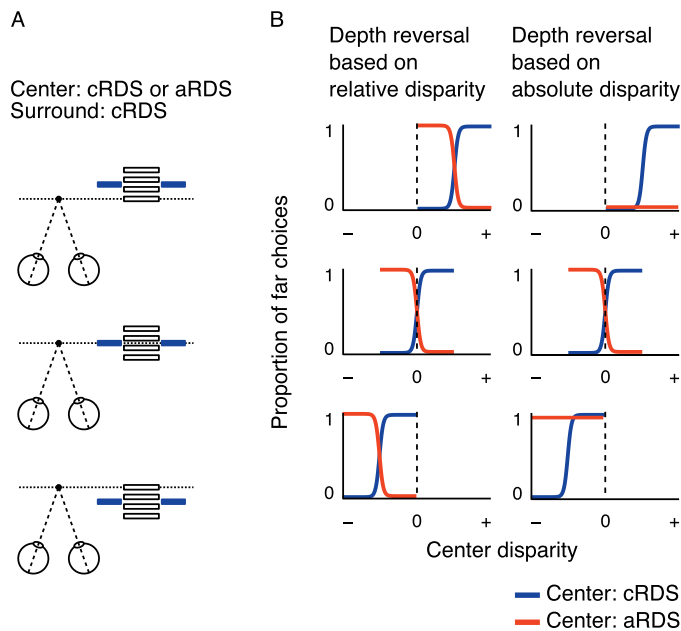 A
Center: cRDS or aRDS
Surround: cRDS
B
Depth reversal
based on
relative disparity
Depth reversal
based on
absolute disparity
Proportion of far choices
1
0
− 0 +
1
0
− 0 +
1
0
− 0 +
1
0
− 0 +
1
0
− 0 +
1
0
− 0 +
Center disparity
Center: cRDS
Center: aRDS